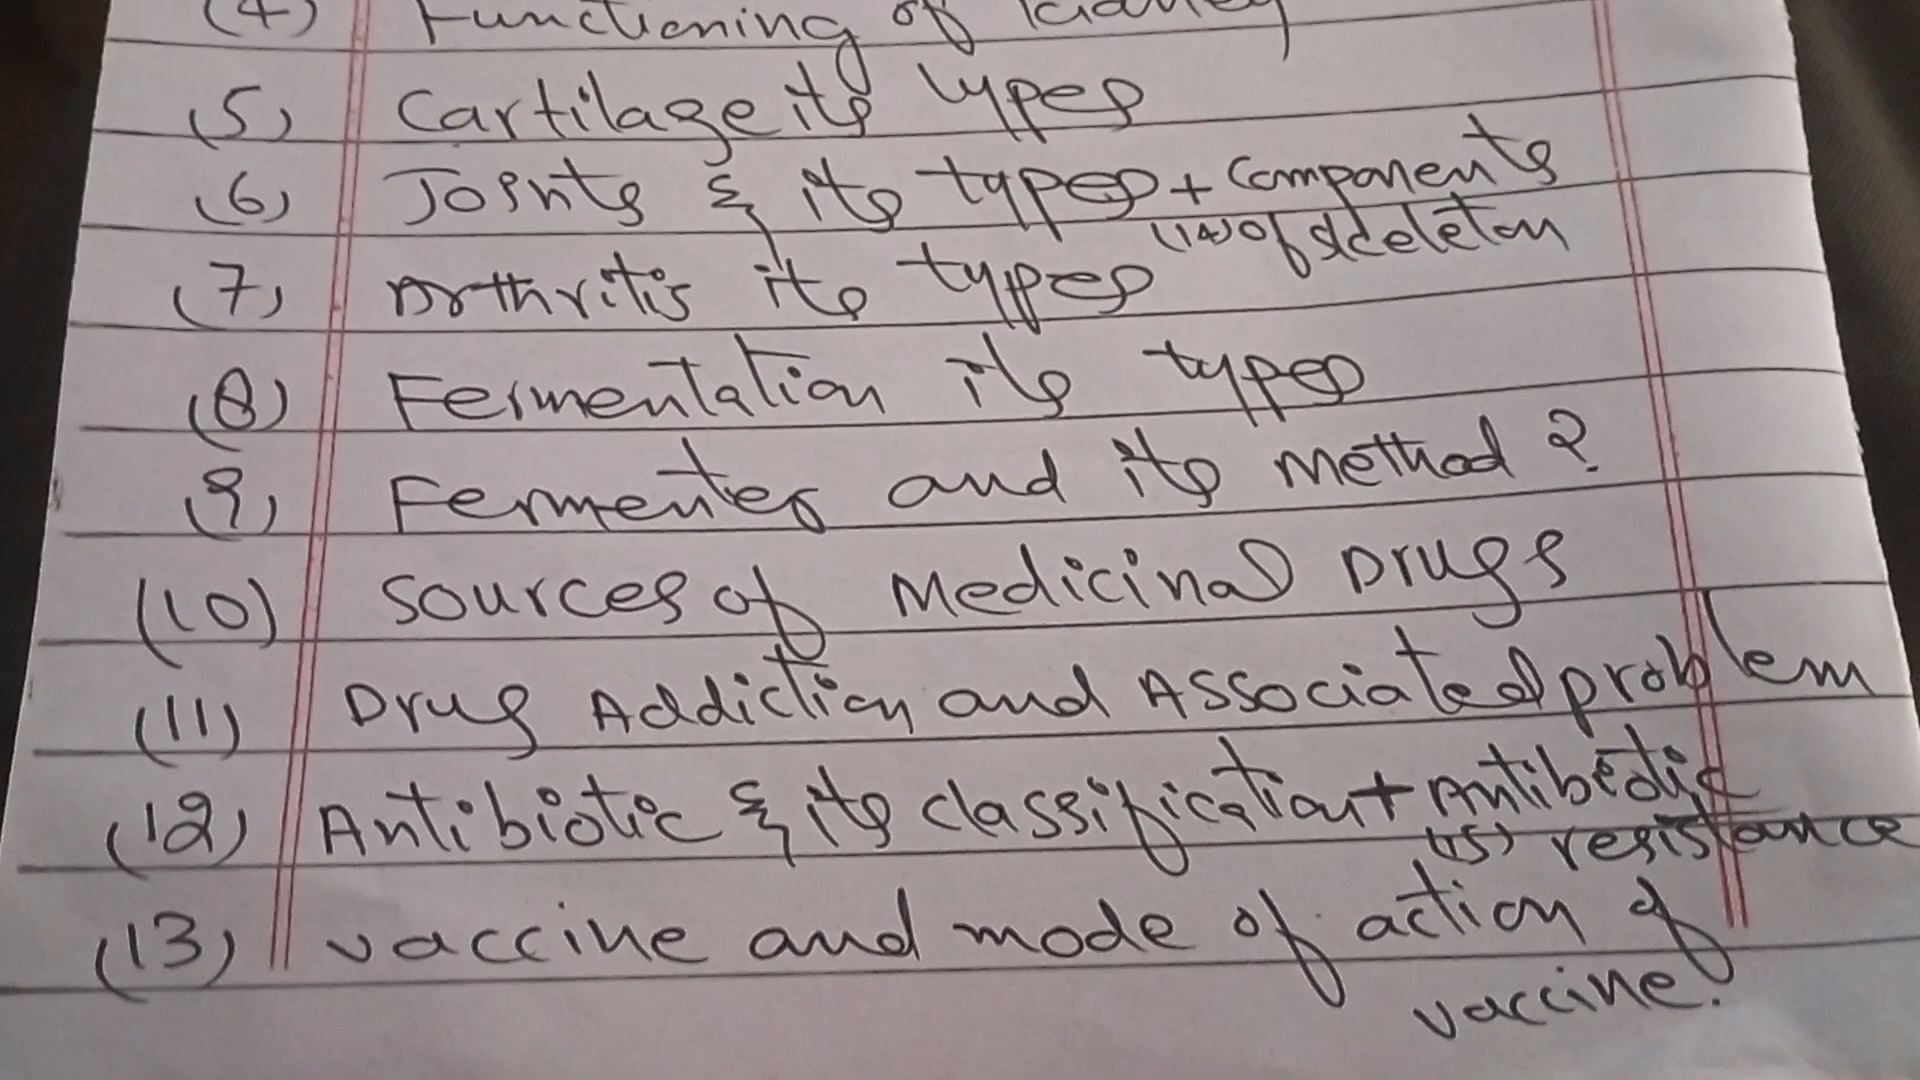 (4) Functioning of Kidney
(5) Cartilage its types
(6) Joints & its types + Components
(14) of skeleton
(7) Arthritis its types
(8) Fermentation its types
(9) Fermenter and its method ?
(10) Sources of Medicinal Drugs
(11) Drug Addiction and Associated problem
(12) Antibiotic & its classification + Antibiotic
(15) resistance
(13) vaccine and mode of action of
vaccine.